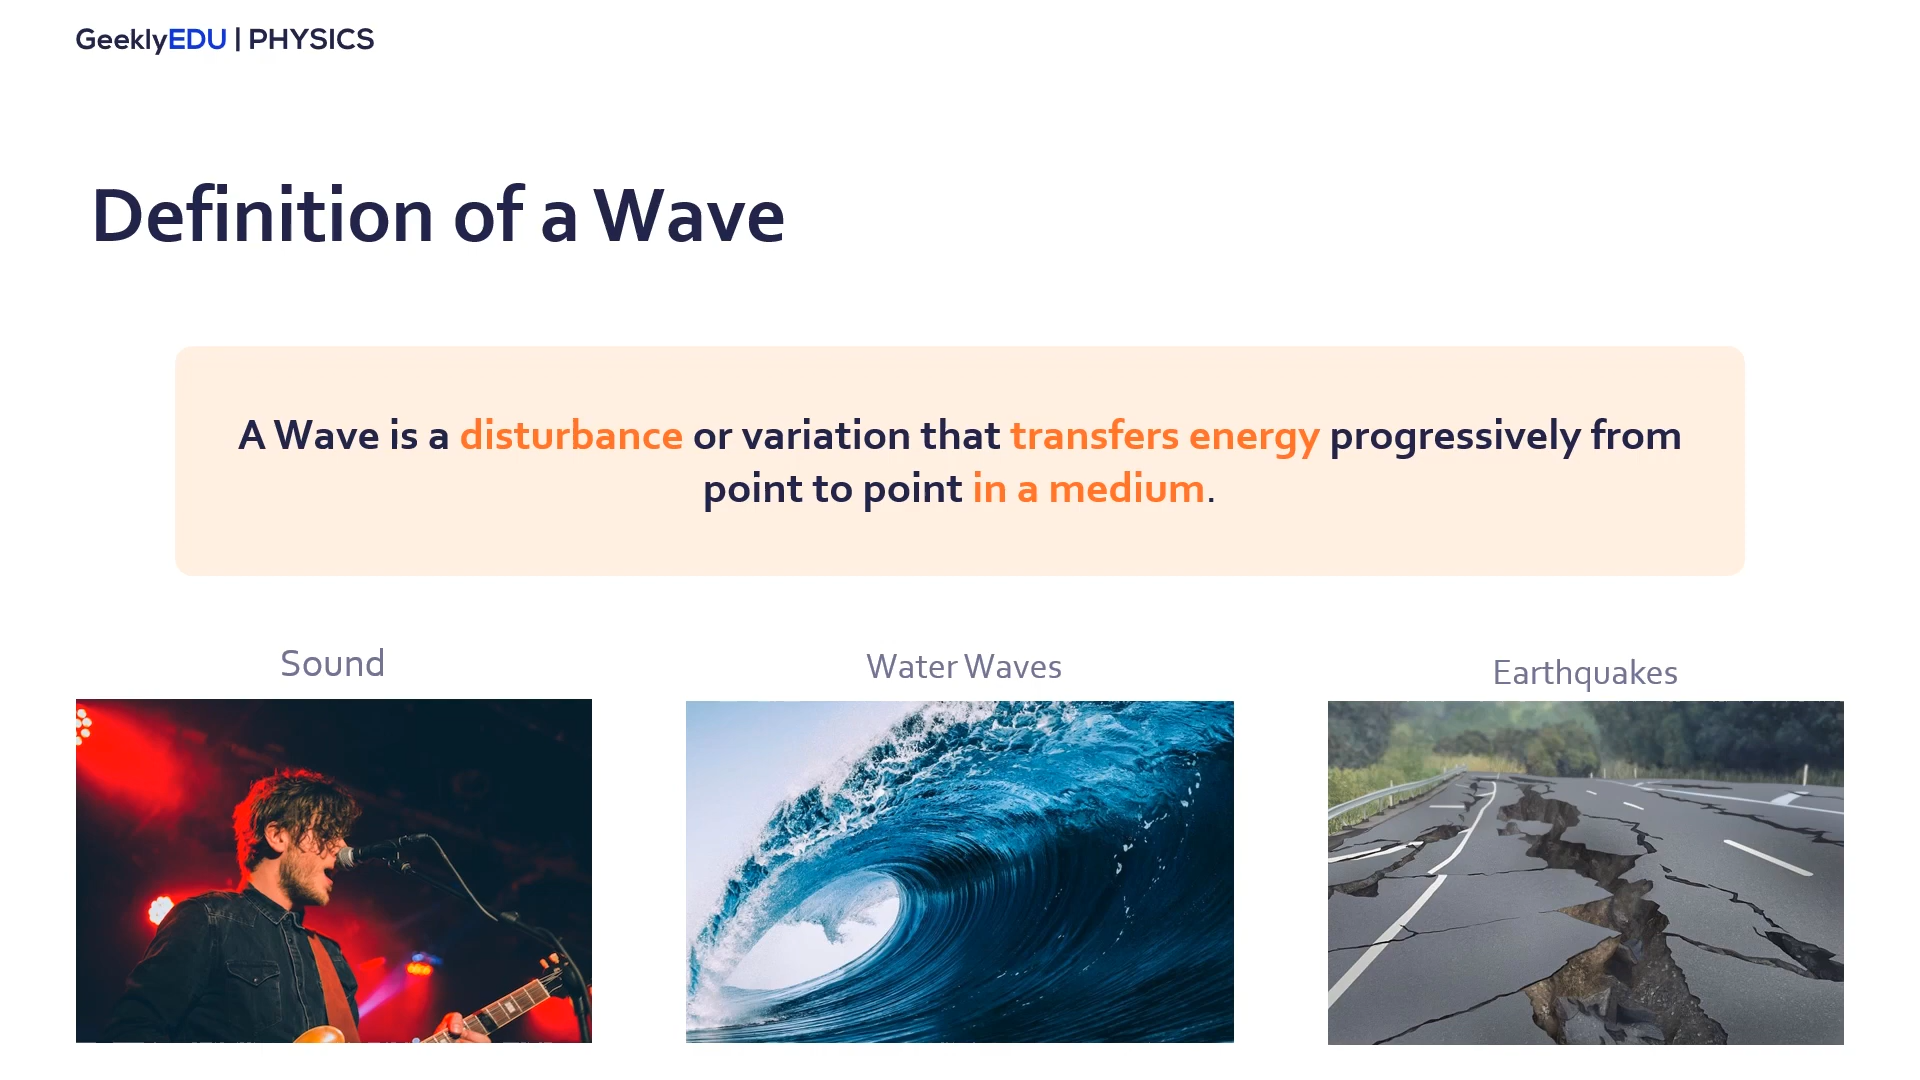 GeeklyEDU | PHYSICS
Definition of a Wave
A Wave is a disturbance or variation that transfers energy progressively from
point to point in a medium.
Sound
Water Waves
Earthquakes